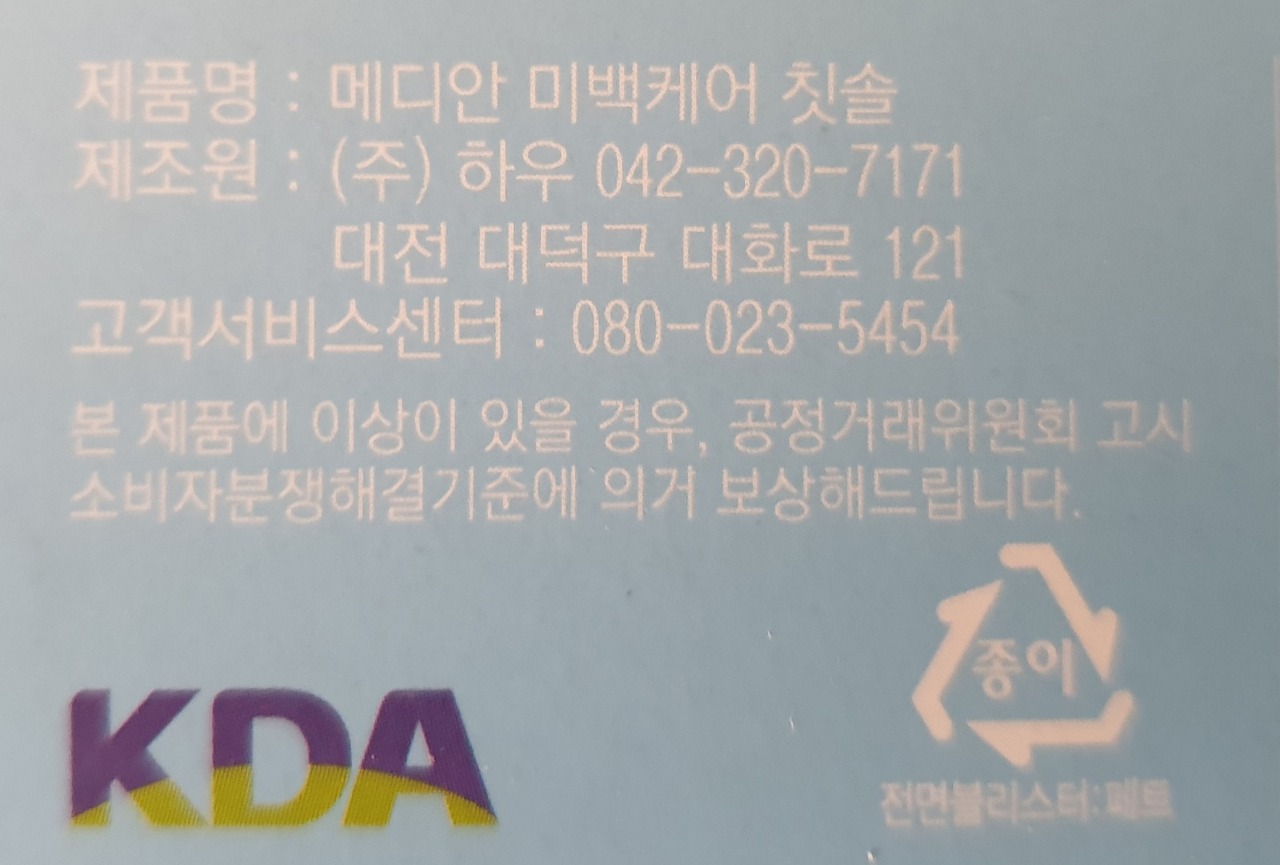 제품명 : 메디안 미백케어 칫솔
제조원 : (주) 하우 042-320-7171
대전 대덕구 대화로 121
고객서비스센터 : 080-023-5454
본 제품에 이상이 있을 경우, 공정거래위원회 고시
소비자분쟁해결기준에 의거 보상해드립니다.
종이
KDA
전면블리스터:페트